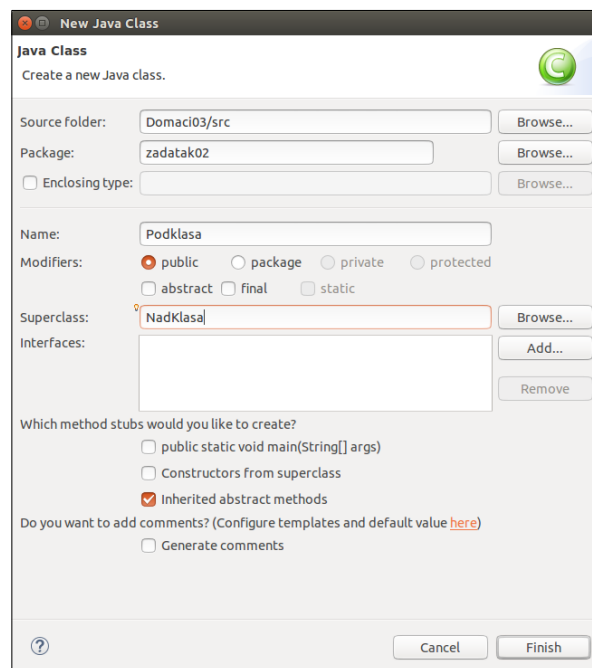 New Java Class
Java Class
Create a new Java class.
Source folder: Domaci03/src Browse...
Package: zadatak02 Browse...
Enclosing type: Browse...
Name: Podklasa
Modifiers: public package private protected
abstract final static
Superclass: NadKlasa Browse...
Interfaces: Add...
Remove
Which method stubs would you like to create?
public static void main(String[] args)
Constructors from superclass
Inherited abstract methods
Do you want to add comments? (Configure templates and default value here)
Generate comments
? Cancel Finish